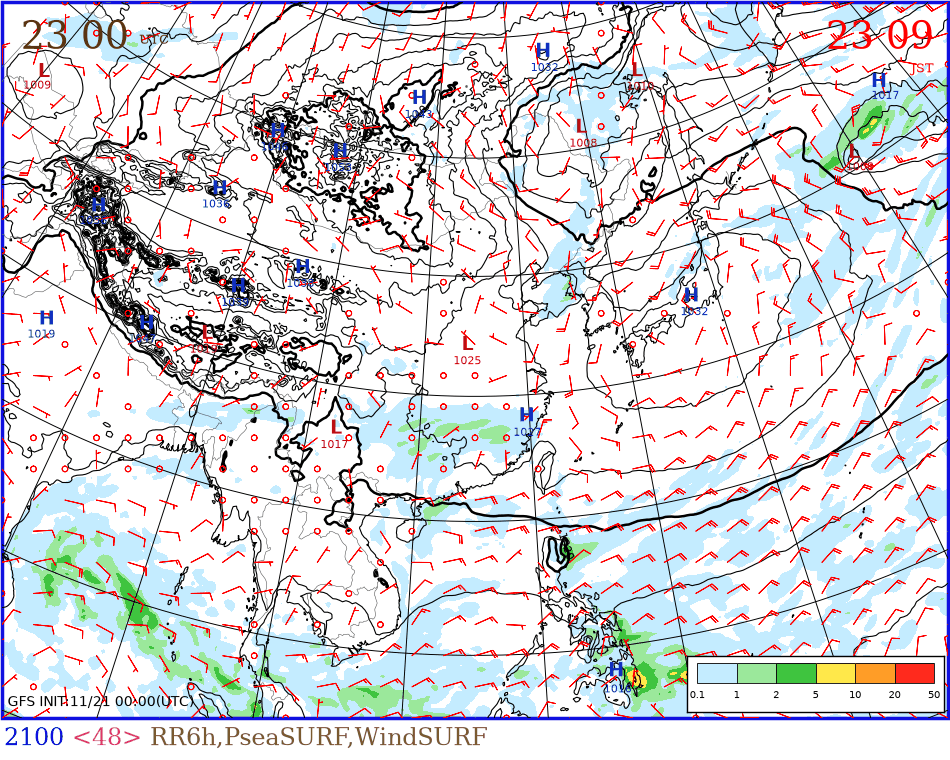 23 00 UTC
23 09 JST
H 1032
L
H 1017
L 1009
H
L 1008
H
H
H 1036
H
H
H
H 1032
H 1019
H
L
L 1025
H 1017
L 1017
H
GFS INIT:11/21 00:00(UTC)
0.1 1 2 5 10 20 50
2100 <48> RR6h,PseaSURF,WindSURF